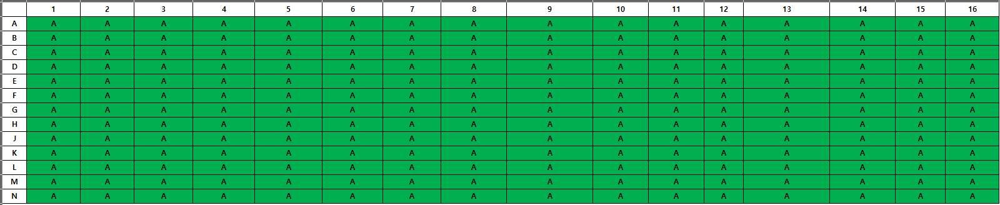 1 2 3 4 5 6 7 8 9 10 11 12 13 14 15 16
A A A A A A A A A A A A A A A A A
B A A A A A A A A A A A A A A A A
C A A A A A A A A A A A A A A A A
D A A A A A A A A A A A A A A A A
E A A A A A A A A A A A A A A A A
F A A A A A A A A A A A A A A A A
G A A A A A A A A A A A A A A A A
H A A A A A A A A A A A A A A A A
J A A A A A A A A A A A A A A A A
K A A A A A A A A A A A A A A A A
L A A A A A A A A A A A A A A A A
M A A A A A A A A A A A A A A A A
N A A A A A A A A A A A A A A A A